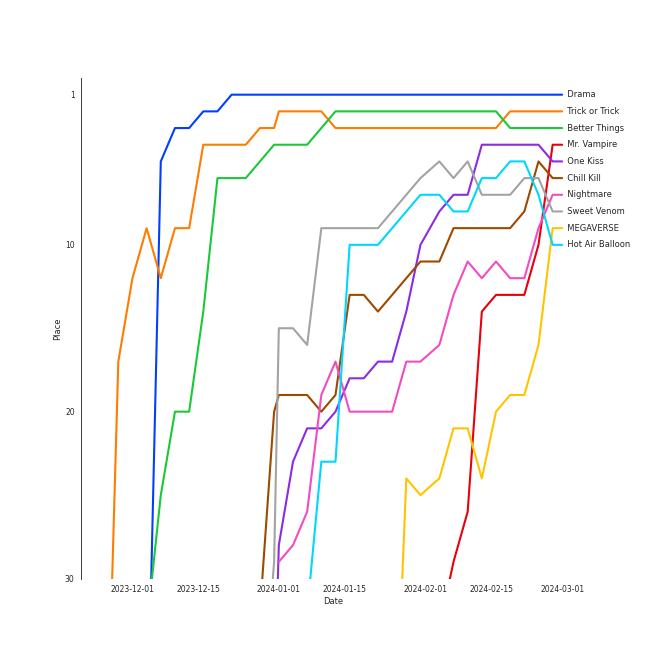 1
Drama
Trick or Trick
Better Things
Mr. Vampire
One Kiss
Chill Kill
Nightmare
Sweet Venom
MEGAVERSE
10
Hot Air Balloon
Place
20
30
2023-12-01
2023-12-15
2024-01-01
2024-01-15
2024-02-01
2024-02-15
2024-03-01
Date